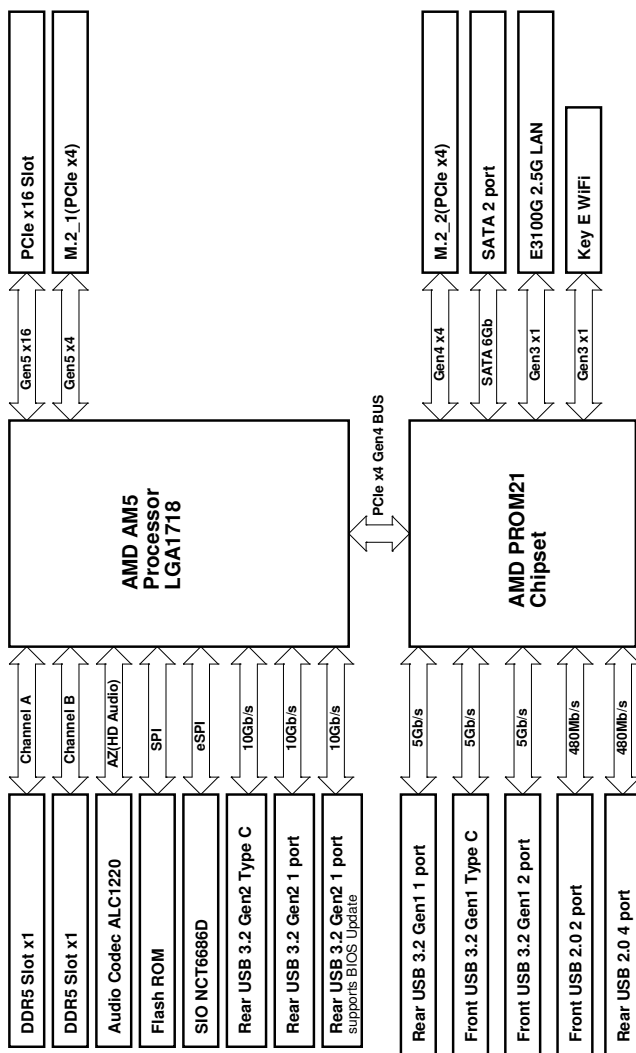 PCIe x16 Slot
M.2_1(PCIe x4)
Gen5 x16
Gen5 x4
AMD AM5
Processor
LGA1718
Channel A
Channel B
AZ(HD Audio)
SPI
eSPI
10Gb/s
10Gb/s
10Gb/s
DDR5 Slot x1
DDR5 Slot x1
Audio Codec ALC1220
Flash ROM
SIO NCT6686D
Rear USB 3.2 Gen2 Type C
Rear USB 3.2 Gen2 1 port
Rear USB 3.2 Gen2 1 port
supports BIOS Update
PCIe x4 Gen4 BUS
M.2_2(PCIe x4)
SATA 2 port
E3100G 2.5G LAN
Key E WiFi
Gen4 x4
SATA 6Gb
Gen3 x1
Gen3 x1
AMD PROM21
Chipset
5Gb/s
5Gb/s
5Gb/s
480Mb/s
480Mb/s
Rear USB 3.2 Gen1 1 port
Front USB 3.2 Gen1 Type C
Front USB 3.2 Gen1 2 port
Front USB 2.0 2 port
Rear USB 2.0 4 port